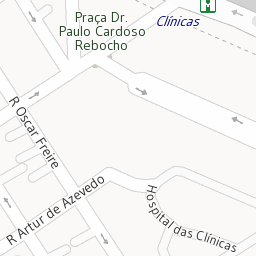 Praça Dr.
Paulo Cardoso
Rebocho
Clínicas
R Oscar Freire
R Artur de Azevedo
Hospital das Clínicas